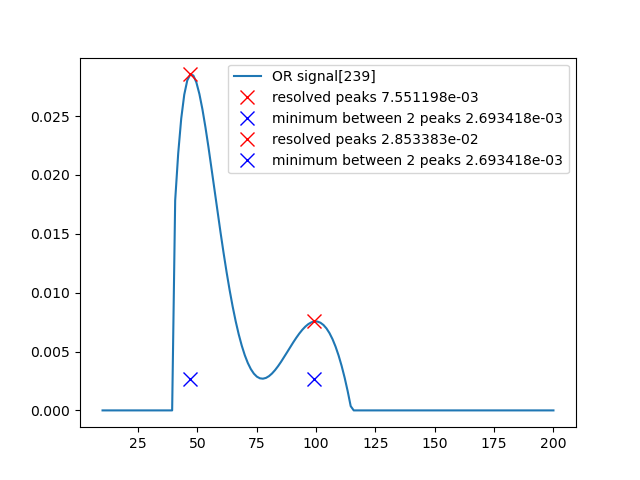 OR signal[239]
resolved peaks 7.551198e-03
minimum between 2 peaks 2.693418e-03
resolved peaks 2.853383e-02
minimum between 2 peaks 2.693418e-03
0.025
0.020
0.015
0.010
0.005
0.000
25 50 75 100 125 150 175 200